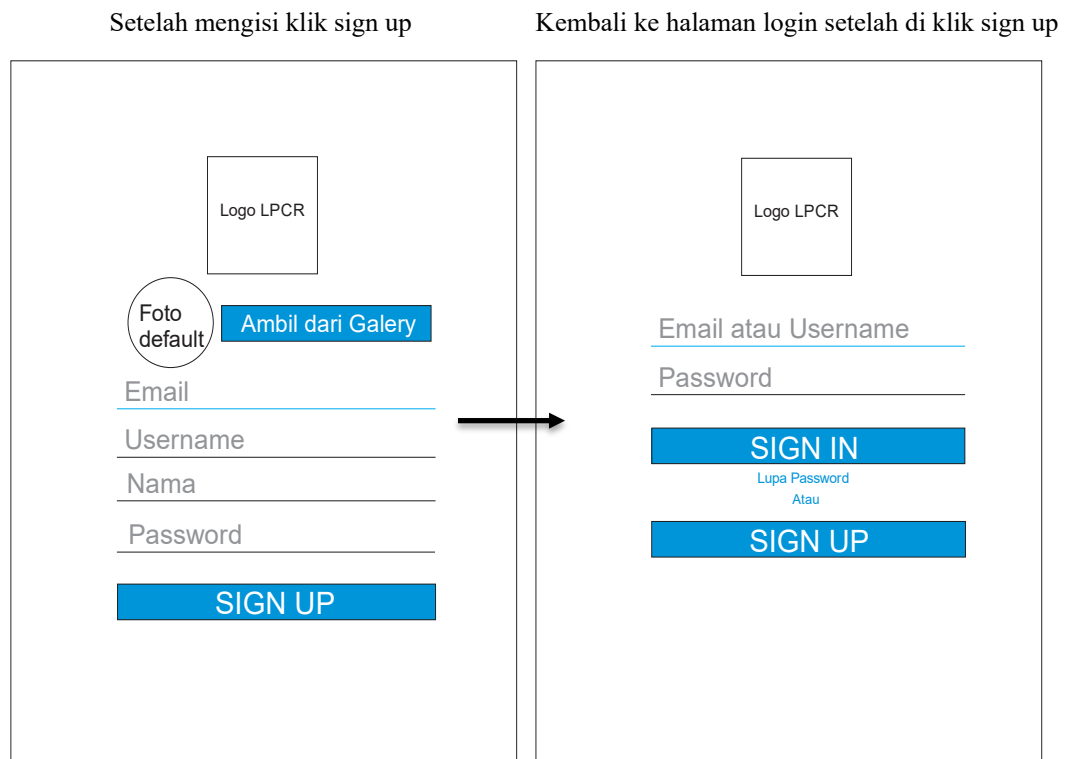 Setelah mengisi klik sign up
Logo LPCR
Foto
default
Ambil dari Galery
Email
Username
Nama
Password
SIGN UP
Kembali ke halaman login setelah di klik sign up
Logo LPCR
Email atau Username
Password
SIGN IN
Lupa Password
Atau
SIGN UP